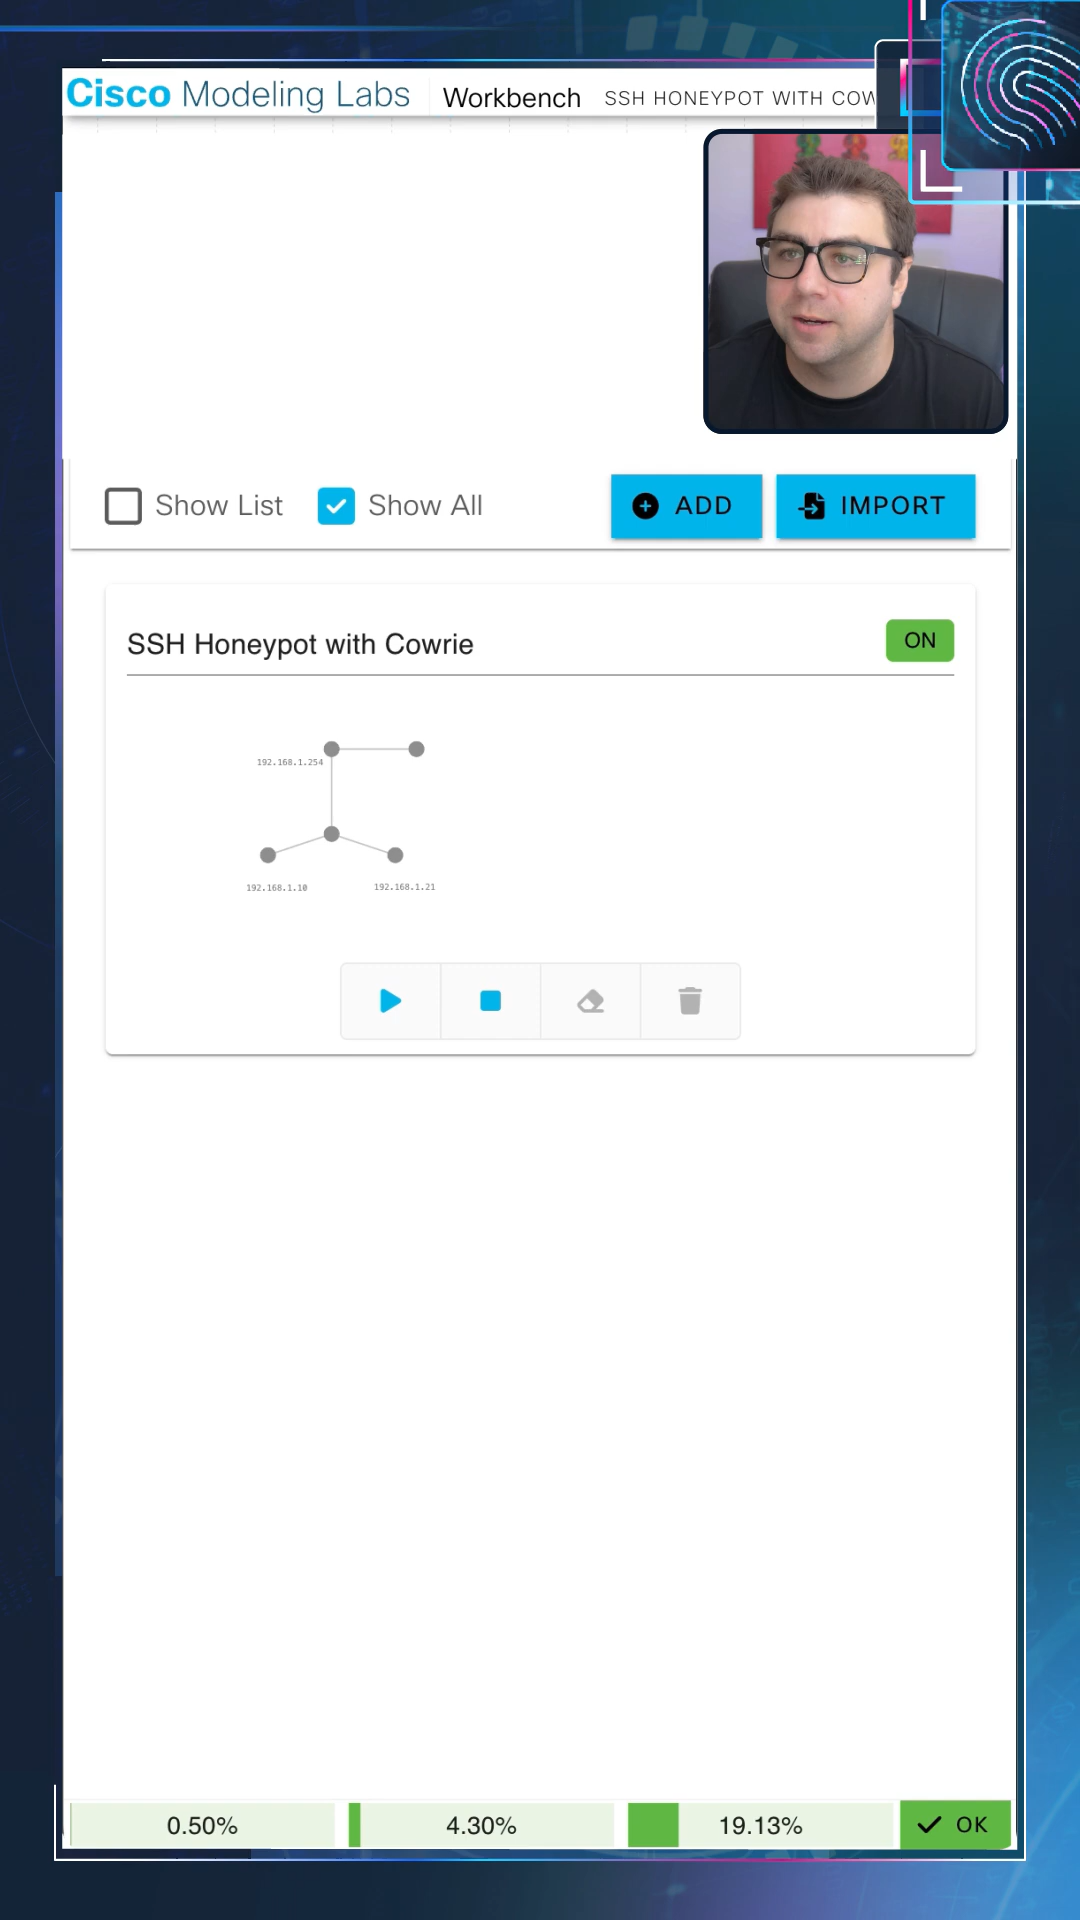 Cisco Modeling Labs Workbench SSH HONEYPOT WITH COW
Show List Show All ADD IMPORT
SSH Honeypot with Cowrie ON
192.168.1.254
192.168.1.10 192.168.1.21
0.50% 4.30% 19.13% OK